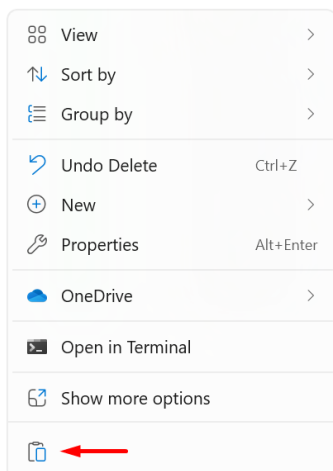 View
Sort by
Group by
Undo Delete Ctrl+Z
New
Properties Alt+Enter
OneDrive
Open in Terminal
Show more options